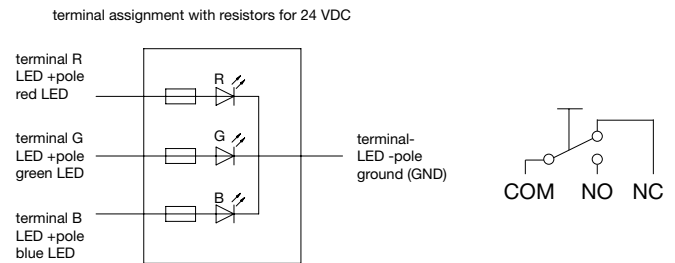 terminal assignment with resistors for 24 VDC
terminal R
LED +pole
red LED
R
terminal G
LED +pole
green LED
G
terminal-
LED -pole
ground (GND)
terminal B
LED +pole
blue LED
B
COM NO NC